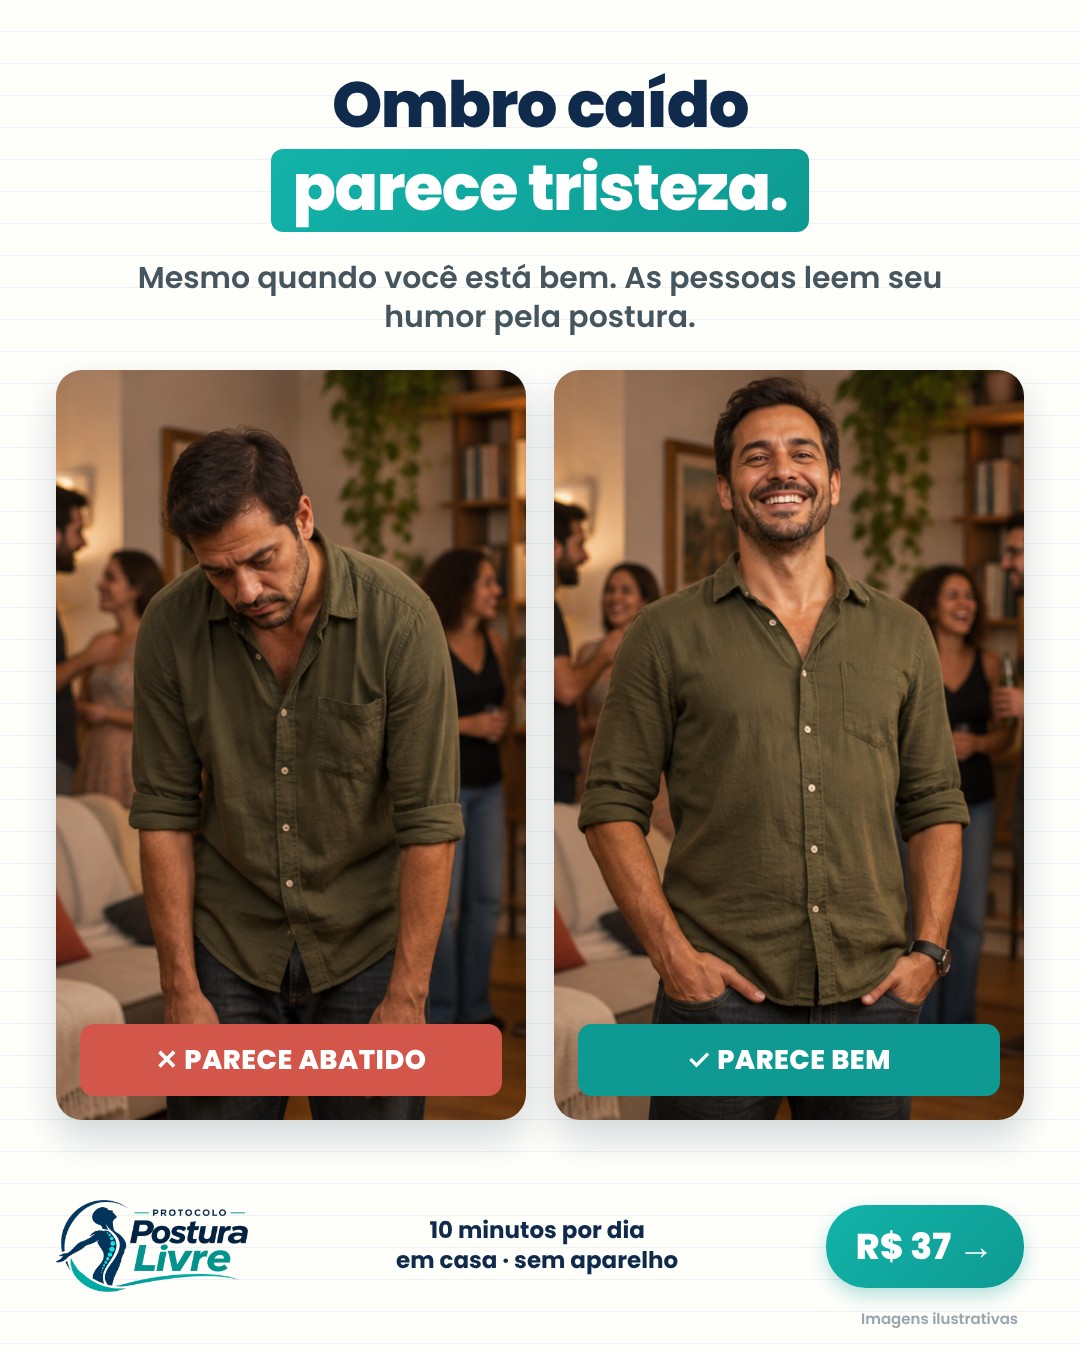 Ombro caído
parece tristeza.
Mesmo quando você está bem. As pessoas leem seu
humor pela postura.
✕ PARECE ABATIDO
✓ PARECE BEM
PROTOCOLO
Postura
Livre
10 minutos por dia
em casa · sem aparelho
R$ 37 →
Imagens ilustrativas